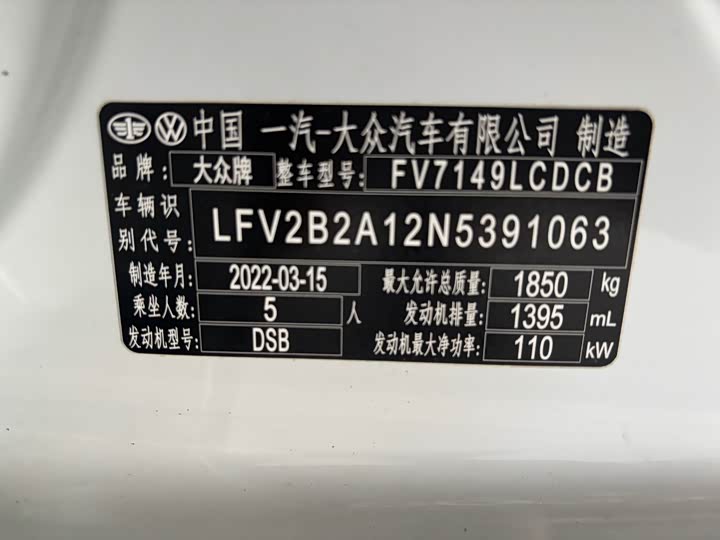 中国 一汽-大众汽车有限公司 制造
品牌: 大众牌 整车型号: FV7149LCDCB
车辆识别代号: LFV2B2A12N5391063
制造年月: 2022-03-15 最大允许总质量: 1850 kg
乘坐人数: 5 人 发动机排量: 1395 mL
发动机型号: DSB 发动机最大净功率: 110 kW